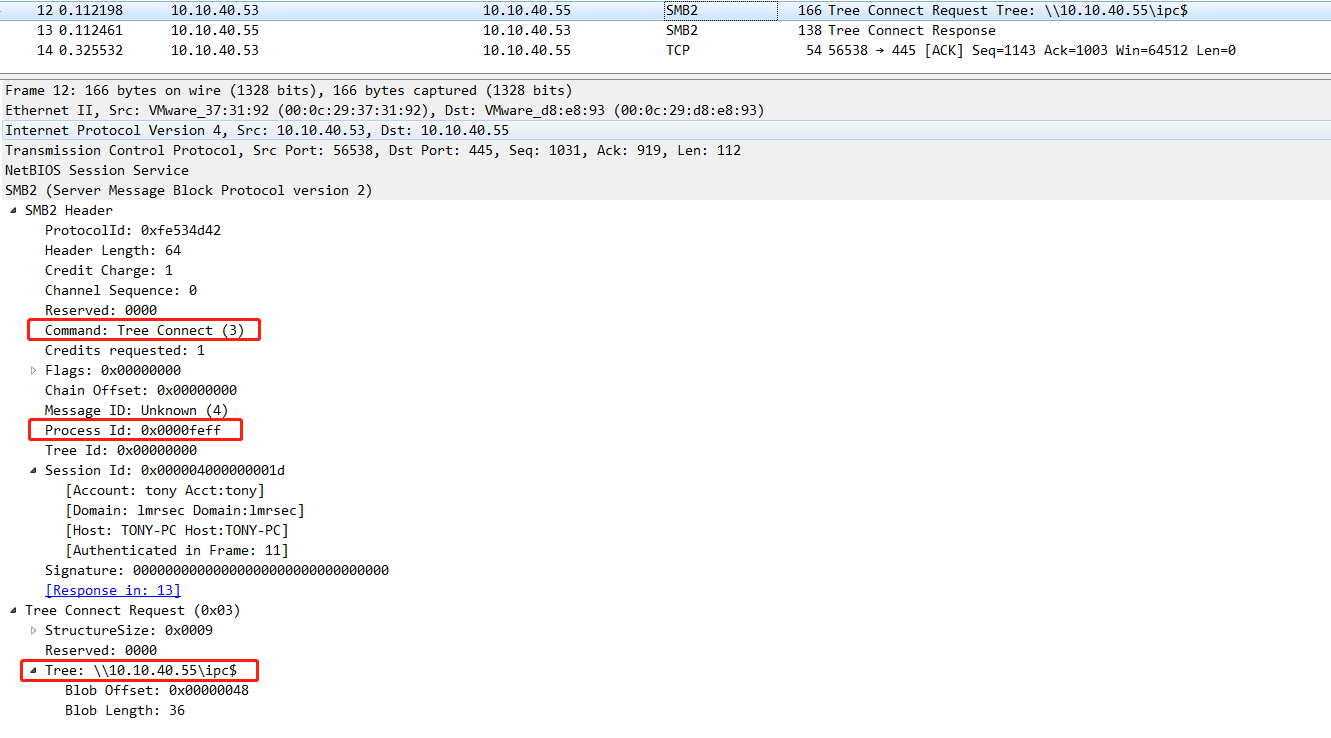 12 0.112198 10.10.40.53 10.10.40.55 SMB2 166 Tree Connect Request Tree: \\10.10.40.55\ipc$
13 0.112461 10.10.40.55 10.10.40.53 SMB2 138 Tree Connect Response
14 0.325532 10.10.40.53 10.10.40.55 TCP 54 56538 → 445 [ACK] Seq=1143 Ack=1003 Win=64512 Len=0
Frame 12: 166 bytes on wire (1328 bits), 166 bytes captured (1328 bits)
Ethernet II, Src: VMware_37:31:92 (00:0c:29:37:31:92), Dst: VMware_d8:e8:93 (00:0c:29:d8:e8:93)
Internet Protocol Version 4, Src: 10.10.40.53, Dst: 10.10.40.55
Transmission Control Protocol, Src Port: 56538, Dst Port: 445, Seq: 1031, Ack: 919, Len: 112
NetBIOS Session Service
SMB2 (Server Message Block Protocol version 2)
SMB2 Header
ProtocolId: 0xfe534d42
Header Length: 64
Credit Charge: 1
Channel Sequence: 0
Reserved: 0000
Command: Tree Connect (3)
Credits requested: 1
Flags: 0x00000000
Chain Offset: 0x00000000
Message ID: Unknown (4)
Process Id: 0x0000feff
Tree Id: 0x00000000
Session Id: 0x000004000000001d
[Account: tony Acct:tony]
[Domain: lmrsec Domain:lmrsec]
[Host: TONY-PC Host:TONY-PC]
[Authenticated in Frame: 11]
Signature: 00000000000000000000000000000000
[Response in: 13]
Tree Connect Request (0x03)
StructureSize: 0x0009
Reserved: 0000
Tree: \\10.10.40.55\ipc$
Blob Offset: 0x00000048
Blob Length: 36